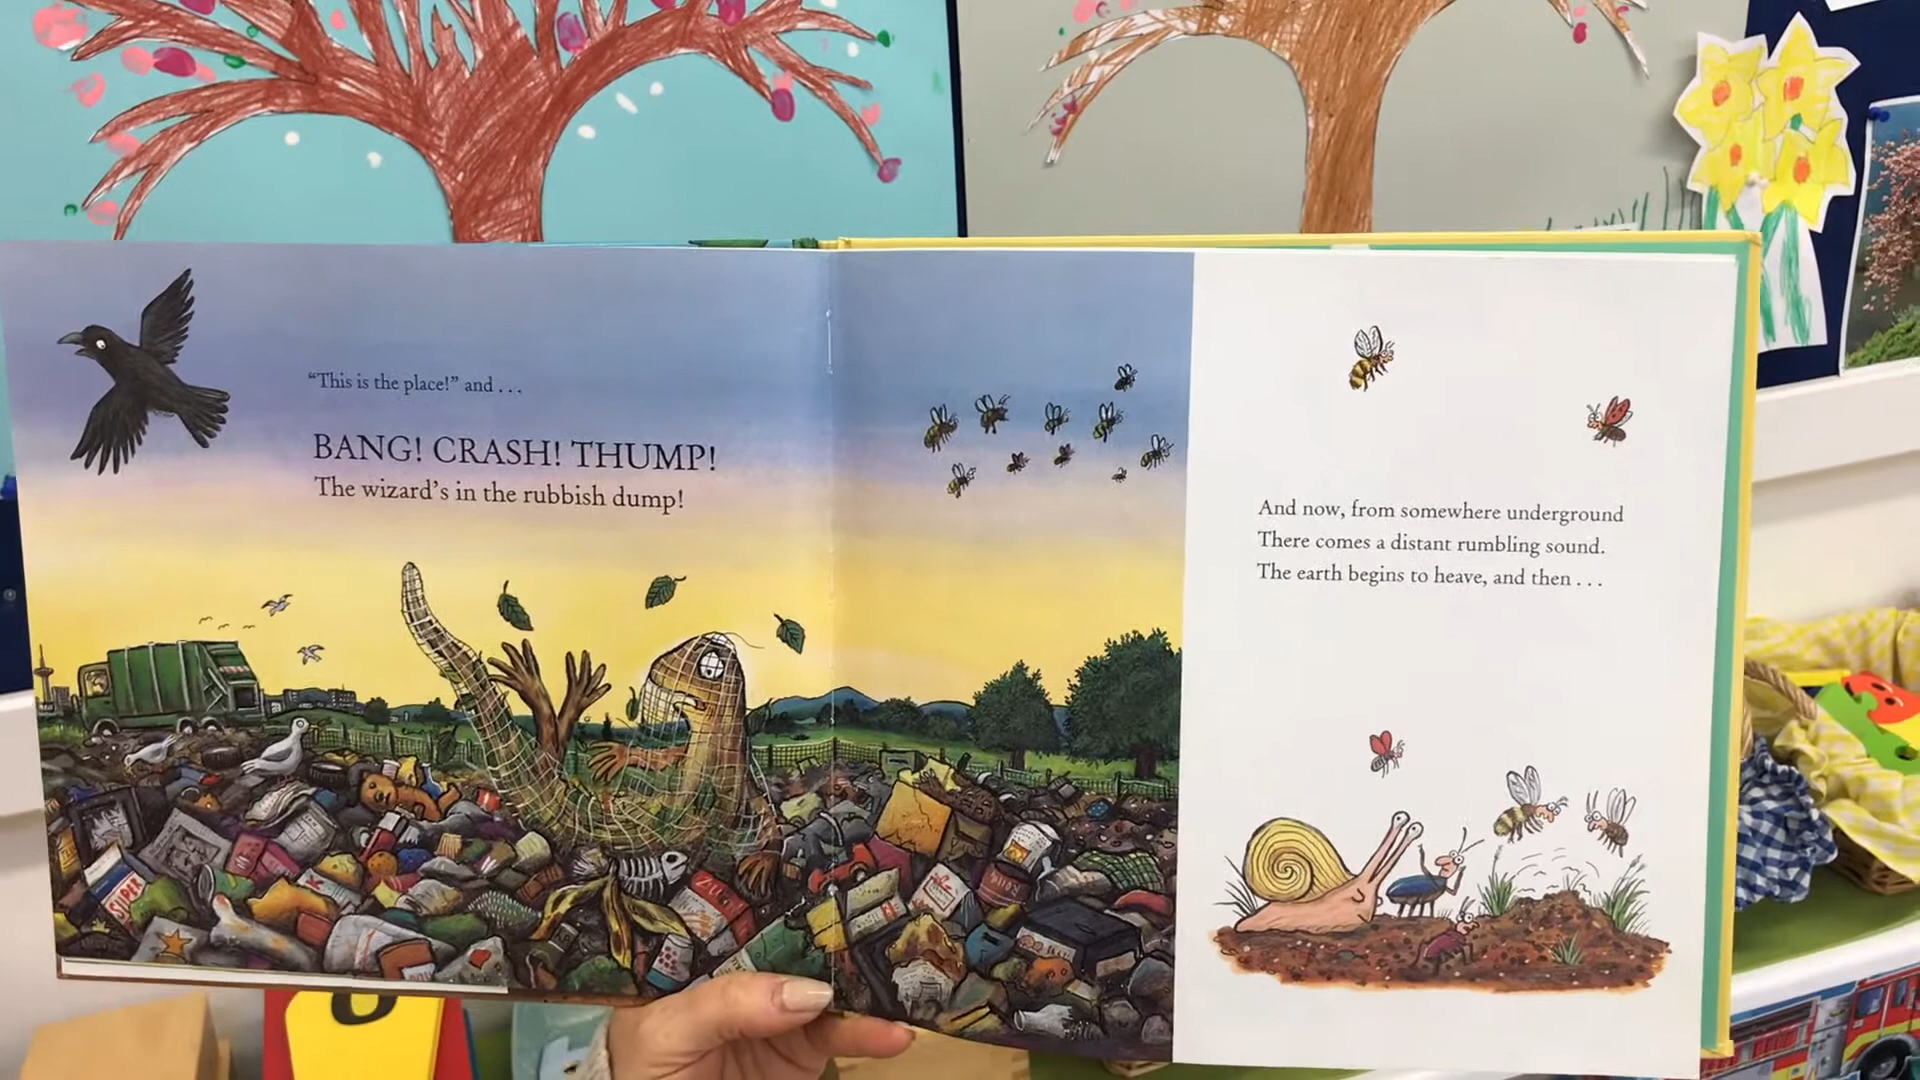 "This is the place!" and . . .
BANG! CRASH! THUMP!
The wizard's in the rubbish dump!
And now, from somewhere underground
There comes a distant rumbling sound.
The earth begins to heave, and then . . .
SUPER